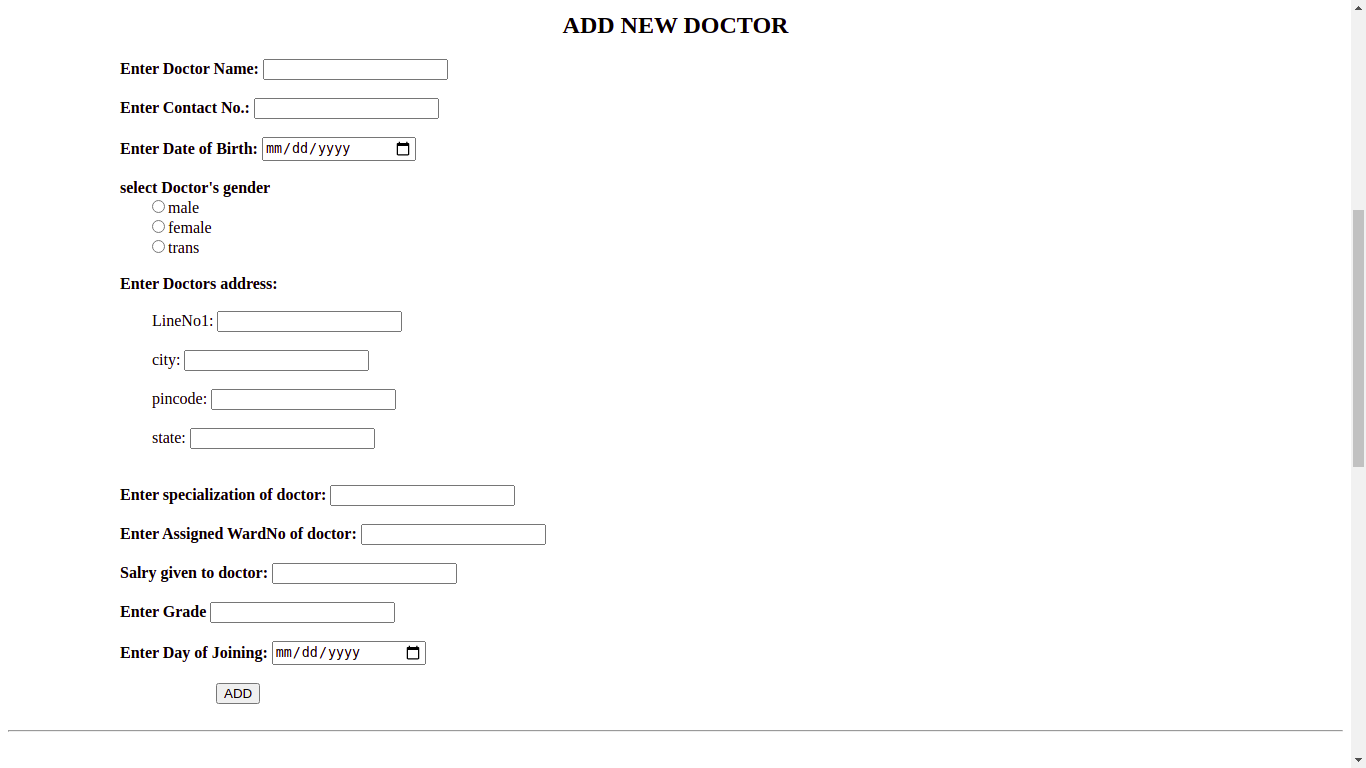 ADD NEW DOCTOR
Enter Doctor Name:
Enter Contact No.:
Enter Date of Birth: mm/dd/yyyy
select Doctor's gender
male
female
trans
Enter Doctors address:
LineNo1:
city:
pincode:
state:
Enter specialization of doctor:
Enter Assigned WardNo of doctor:
Salry given to doctor:
Enter Grade
Enter Day of Joining: mm/dd/yyyy
ADD